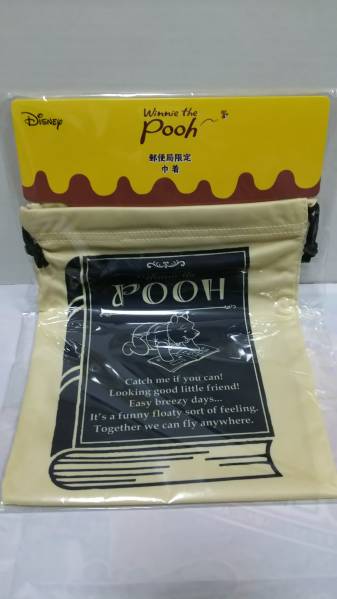 Disney
Winnie the
Pooh
郵便局限定
巾着
POOH
Catch me if you can!
Looking good little friend!
Easy breezy days...
It's a funny floaty sort of feeling.
Together we can fly anywhere.